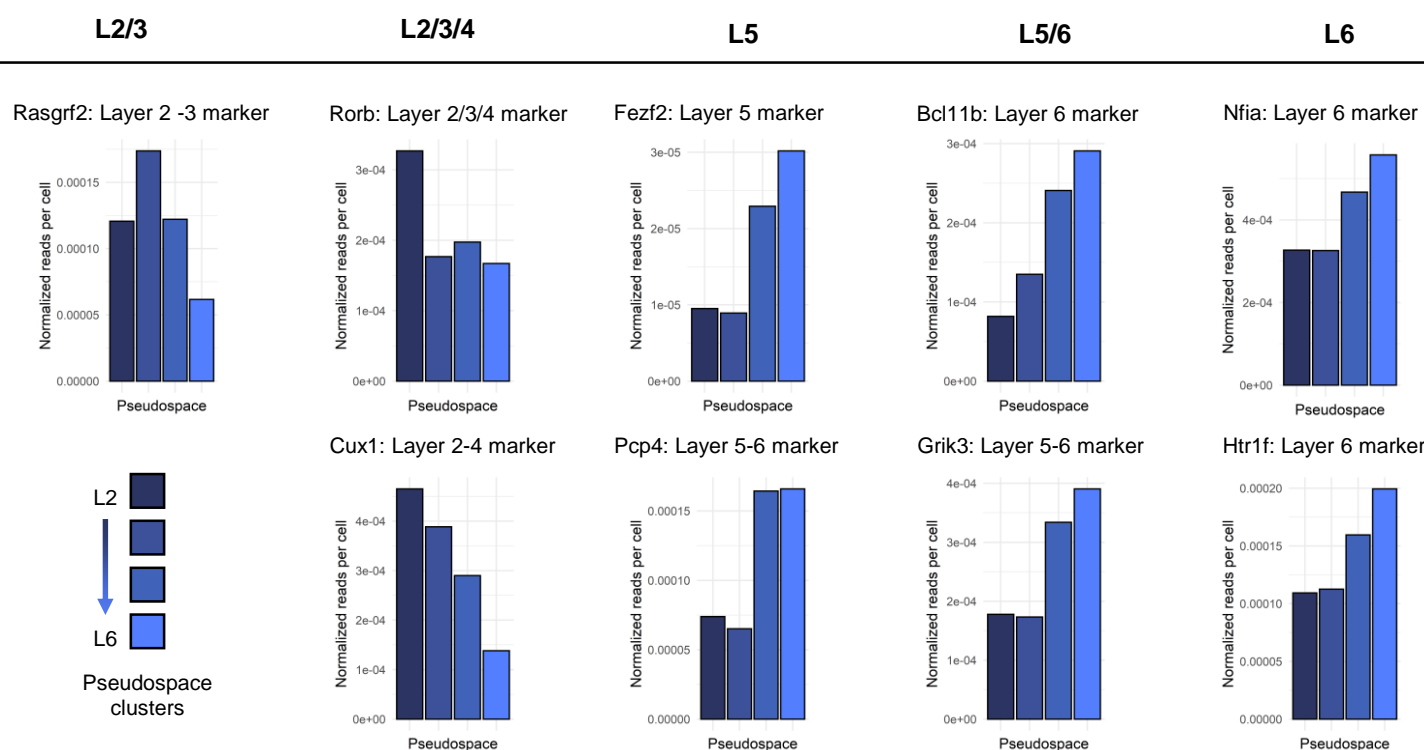 L2/3
L2/3/4
L5
L5/6
L6
Rasgrf2: Layer 2 -3 marker
Normalized reads per cell
0.00015
0.00010
0.00005
0.00000
Pseudospace
Rorb: Layer 2/3/4 marker
Normalized reads per cell
3e-04
2e-04
1e-04
0e+00
Pseudospace
Fezf2: Layer 5 marker
Normalized reads per cell
3e-05
2e-05
1e-05
0e+00
Pseudospace
Bcl11b: Layer 6 marker
Normalized reads per cell
3e-04
2e-04
1e-04
0e+00
Pseudospace
Nfia: Layer 6 marker
Normalized reads per cell
4e-04
2e-04
0e+00
Pseudospace
L2
L6
Pseudospace
clusters
Cux1: Layer 2-4 marker
Normalized reads per cell
4e-04
3e-04
2e-04
1e-04
0e+00
Pseudospace
Pcp4: Layer 5-6 marker
Normalized reads per cell
0.00015
0.00010
0.00005
0.00000
Pseudospace
Grik3: Layer 5-6 marker
Normalized reads per cell
4e-04
3e-04
2e-04
1e-04
0e+00
Pseudospace
Htr1f: Layer 6 marker
Normalized reads per cell
0.00020
0.00015
0.00010
0.00005
0.00000
Pseudospace